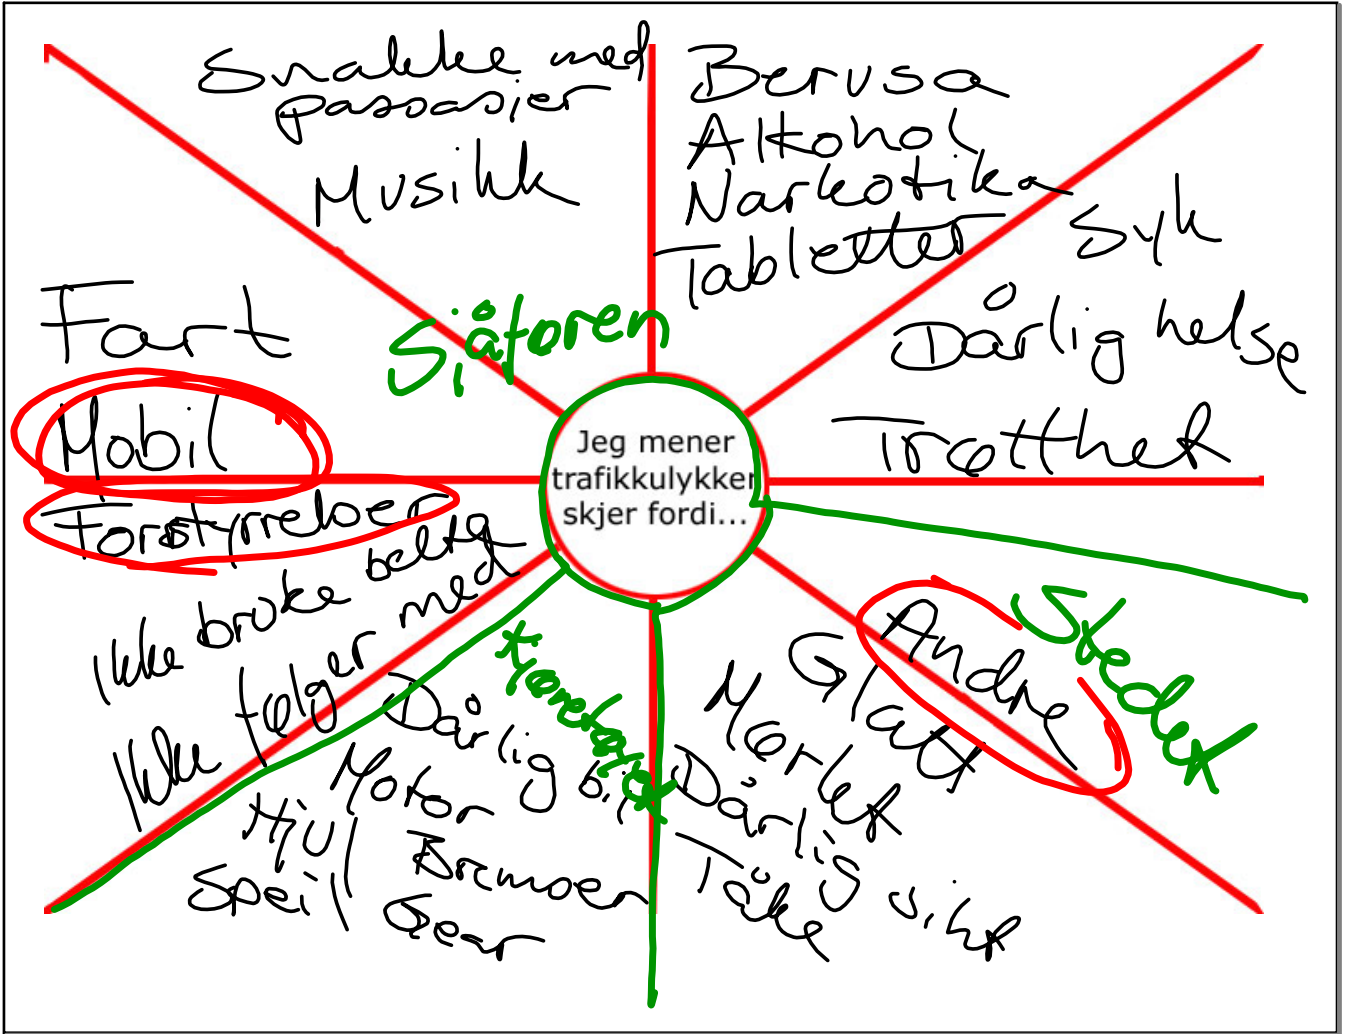 Snakke med
passasjer
Musikk
Berusa
Alkohol
Narkotika
Tabletter
Syk
Dårlig helse
Trøtthet
Fart
Mobil
Sjåføren
Jeg mener
trafikkulykker
skjer fordi...
Forstyrrelser
Ikke bruke belte
Ikke følger med
Kjøretøyet
Dårlig bil
Motor
Hjul
Bremser
Speil
Gear
Stedet
Andre
Glatt
Mørket
Dårlig sikt
Tåke